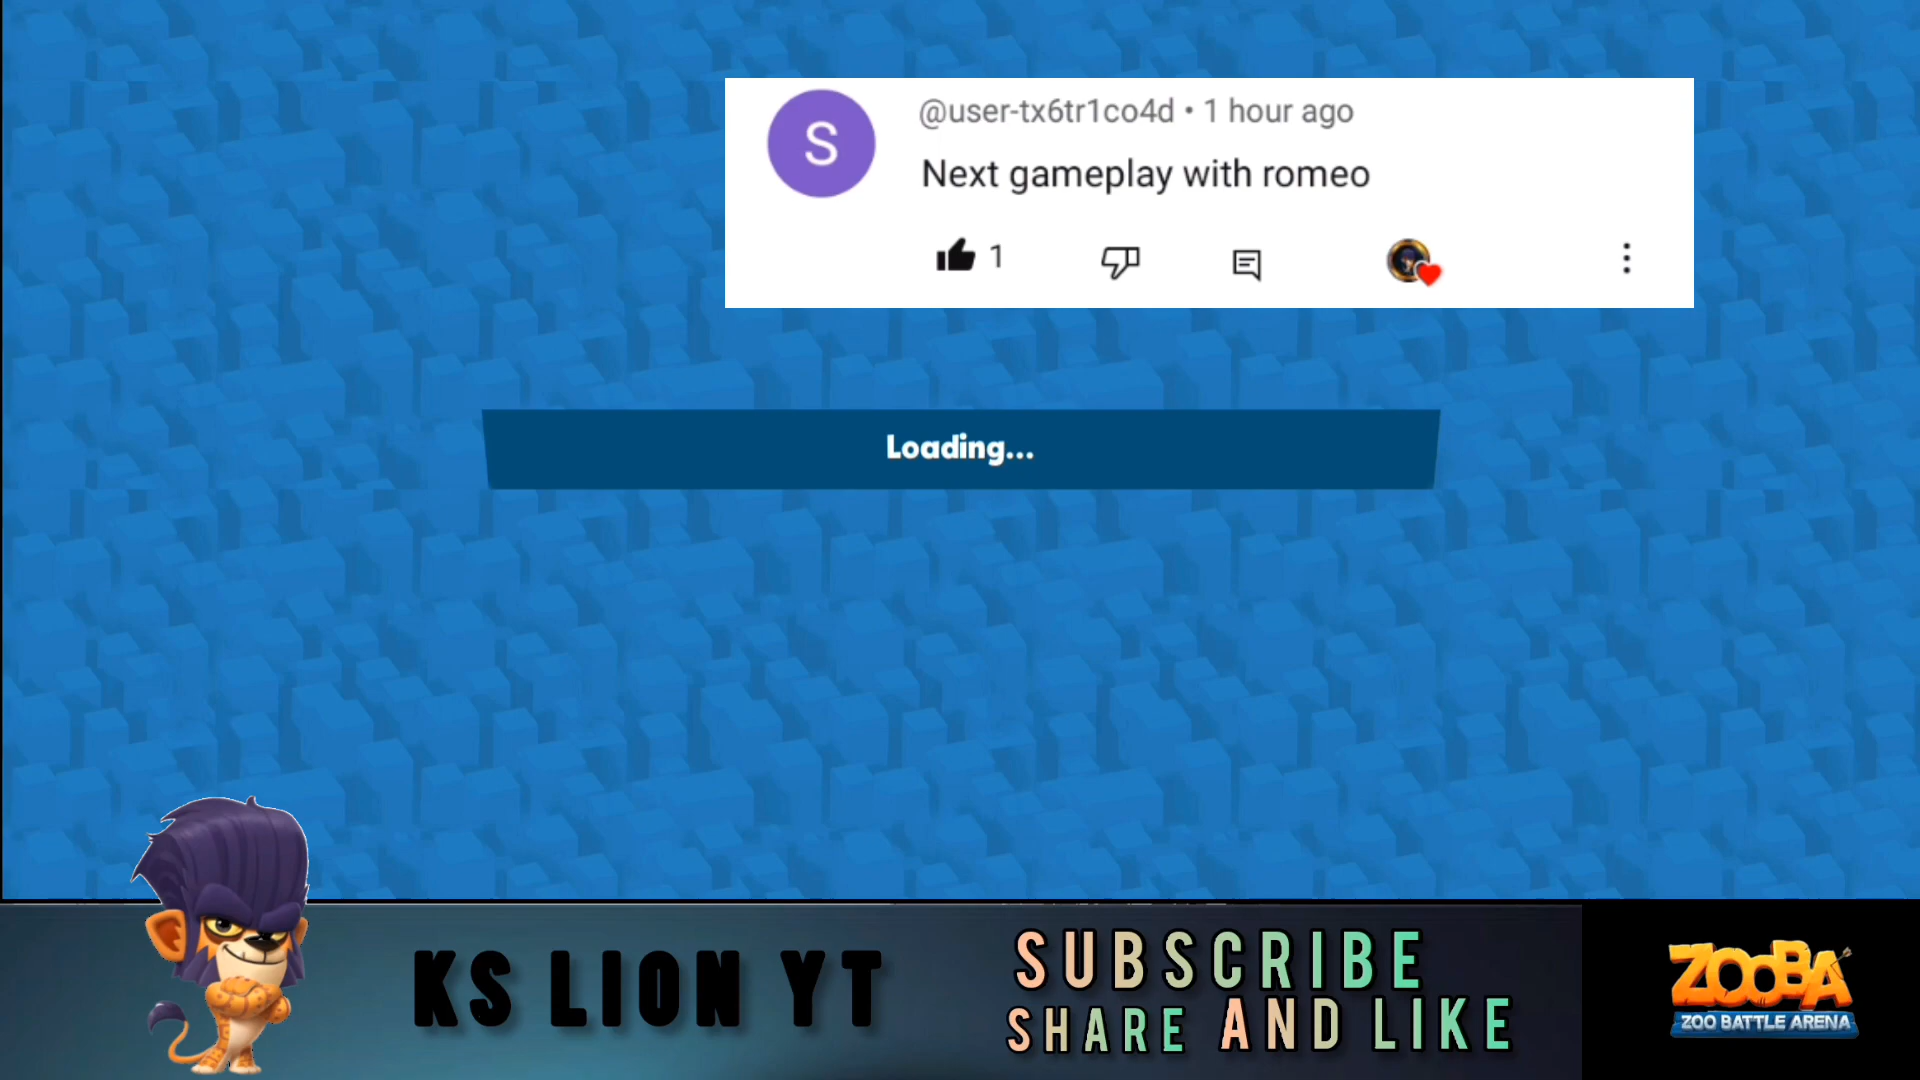 S
@user-tx6tr1co4d • 1 hour ago
Next gameplay with romeo
1
Loading...
KS LION YT
SUBSCRIBE
SHARE AND LIKE
ZOOBA
ZOO BATTLE ARENA